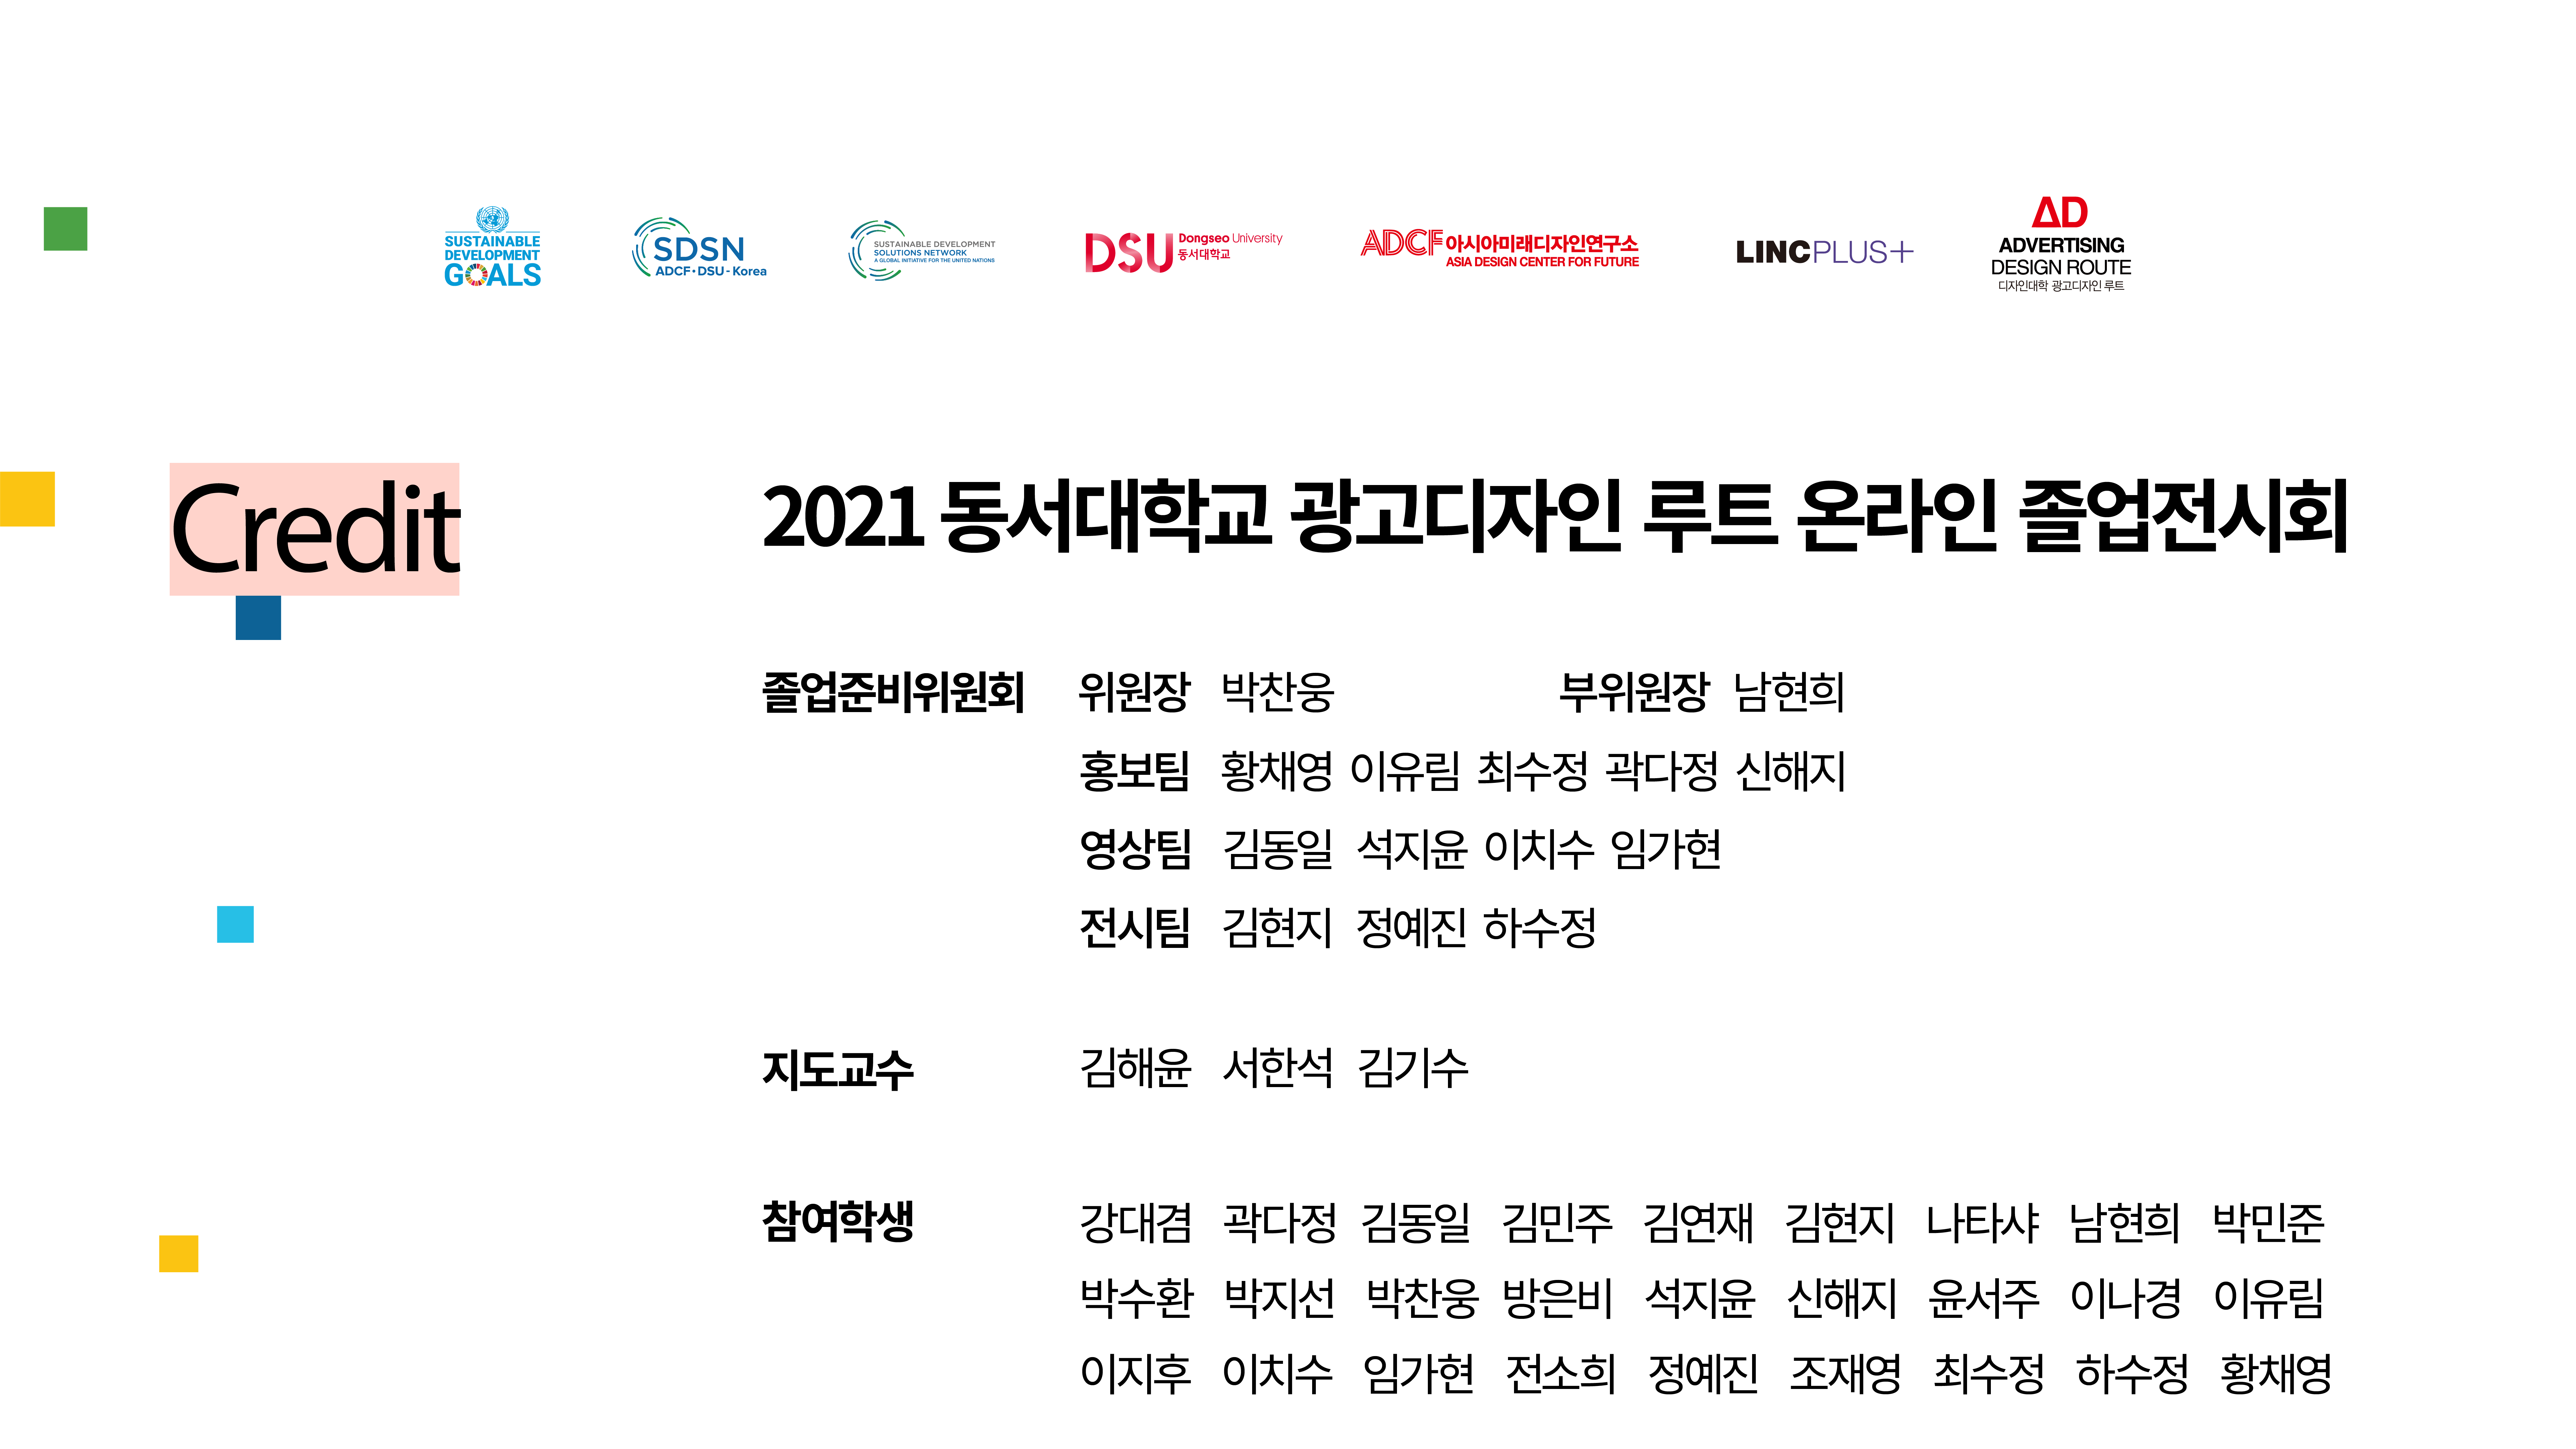 SUSTAINABLE
DEVELOPMENT
GOALS
SDSN
ADCF • DSU - Korea
SUSTAINABLE DEVELOPMENT
SOLUTIONS NETWORK
A GLOBAL INITIATIVE FOR THE UNITED NATIONS
DSU Dongseo University
동서대학교
ADCF 아시아미래디자인연구소
ASIA DESIGN CENTER FOR FUTURE
LINCPLUS+
AD
ADVERTISING
DESIGN ROUTE
디자인대학 광고디자인 루트
Credit
2021 동서대학교 광고디자인 루트 온라인 졸업전시회
졸업준비위원회 위원장 박찬웅 부위원장 남현희
홍보팀 황채영 이유림 최수정 곽다정 신해지
영상팀 김동일 석지윤 이치수 임가현
전시팀 김현지 정예진 하수정
지도교수 김해윤 서한석 김기수
참여학생 강대겸 곽다정 김동일 김민주 김연재 김현지 나타샤 남현희 박민준
박수환 박지선 박찬웅 방은비 석지윤 신해지 윤서주 이나경 이유림
이지후 이치수 임가현 전소희 정예진 조재영 최수정 하수정 황채영